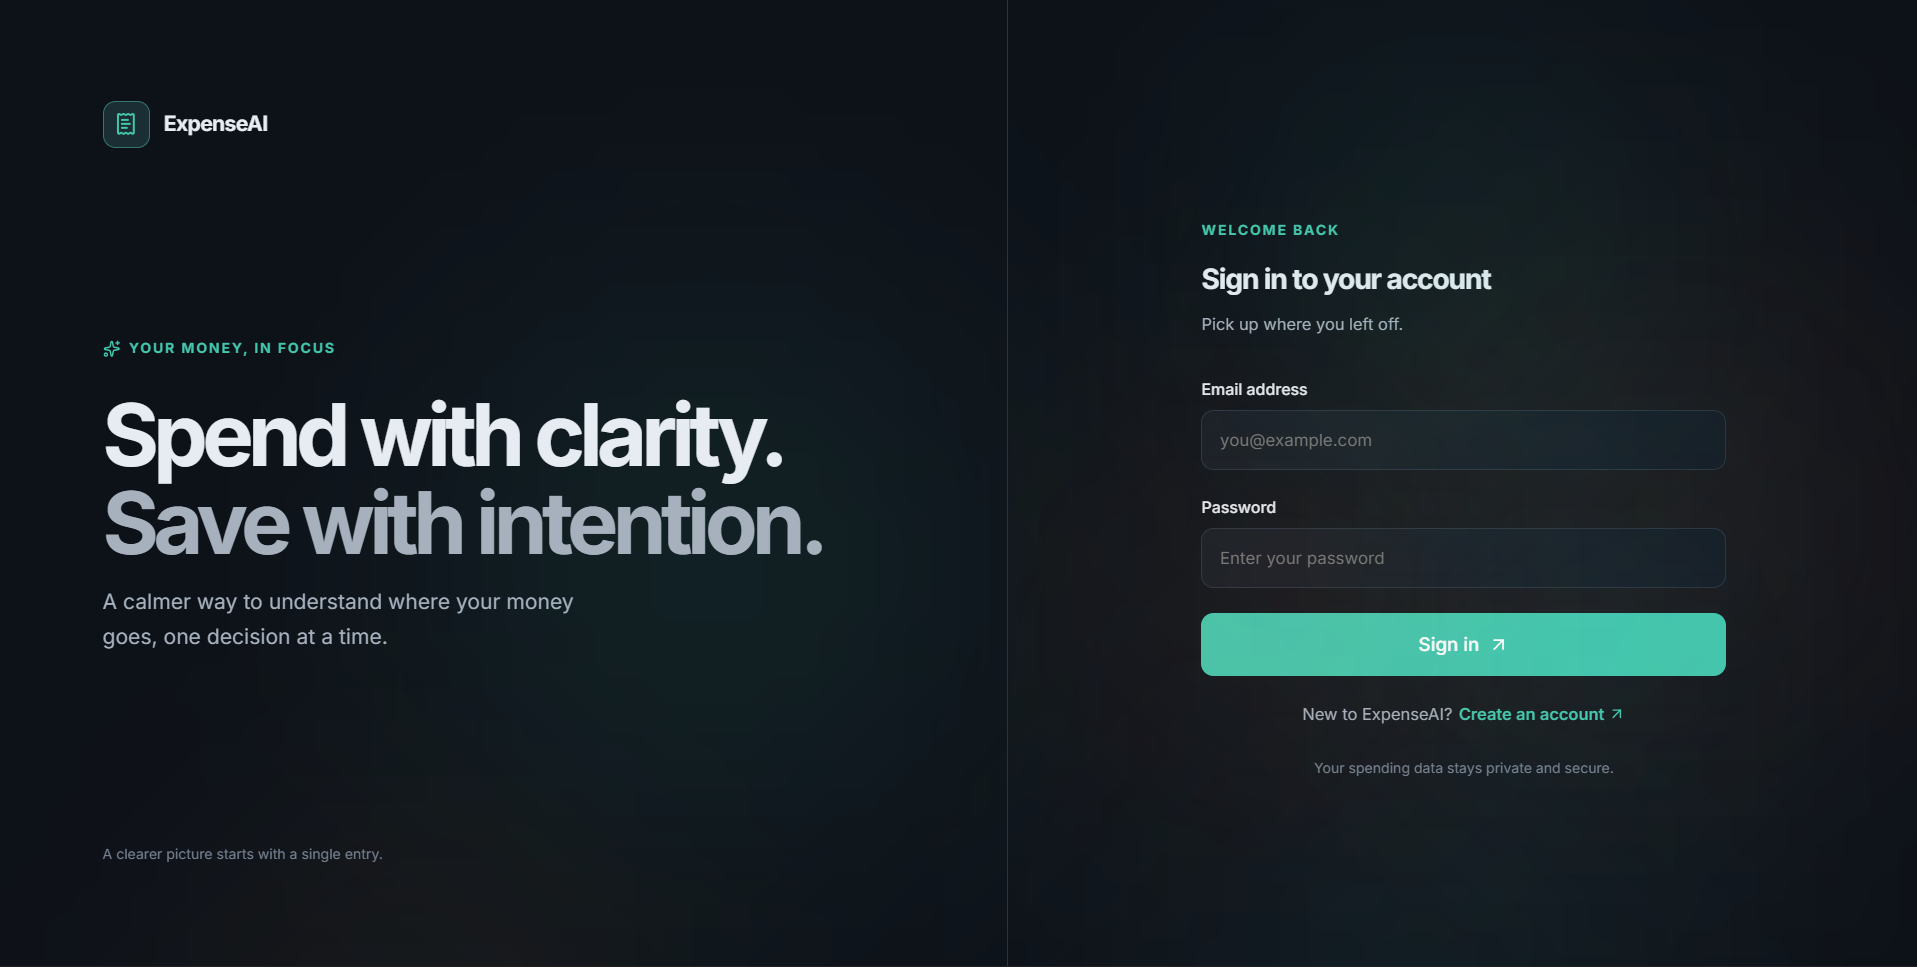 ExpenseAI
YOUR MONEY, IN FOCUS
Spend with clarity.
Save with intention.
A calmer way to understand where your money
goes, one decision at a time.
A clearer picture starts with a single entry.
WELCOME BACK
Sign in to your account
Pick up where you left off.
Email address
you@example.com
Password
Enter your password
Sign in
New to ExpenseAI? Create an account
Your spending data stays private and secure.